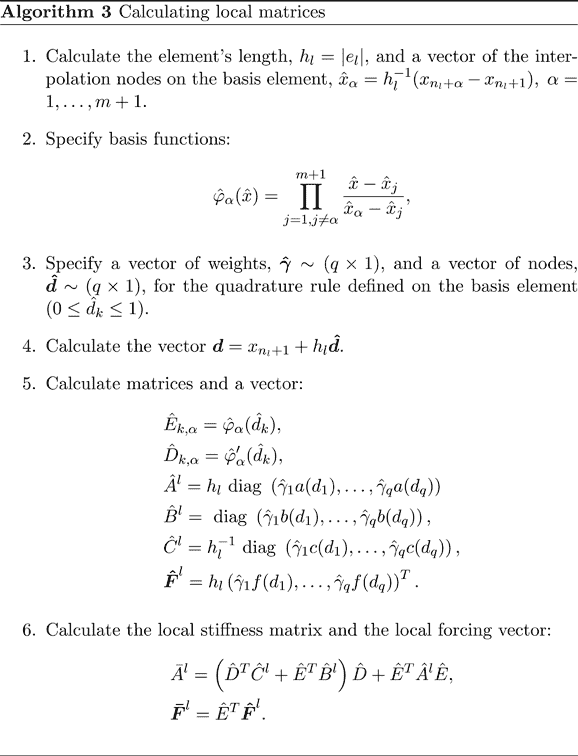 Algorithm 3 Calculating local matrices
1. Calculate the element's length, h_l = |e_l|, and a vector of the inter-
polation nodes on the basis element, x̂_α = h_l^{-1}(x_{n_l+α} − x_{n_l+1}), α =
1, . . . , m + 1.
2. Specify basis functions:
φ̂_α(x̂) = ∏_{j=1,j≠α}^{m+1} (x̂ − x̂_j)/(x̂_α − x̂_j),
3. Specify a vector of weights, γ̂ ∼ (q × 1), and a vector of nodes,
d̂ ∼ (q × 1), for the quadrature rule defined on the basis element
(0 ≤ d̂_k ≤ 1).
4. Calculate the vector d = x_{n_l+1} + h_l d̂.
5. Calculate matrices and a vector:
Ê_{k,α} = φ̂_α(d̂_k),
D̂_{k,α} = φ̂′_α(d̂_k),
Â^l = h_l diag (γ̂_1 a(d_1), . . . , γ̂_q a(d_q))
B̂^l = diag (γ̂_1 b(d_1), . . . , γ̂_q b(d_q)) ,
Ĉ^l = h_l^{-1} diag (γ̂_1 c(d_1), . . . , γ̂_q c(d_q)) ,
F̂^l = h_l (γ̂_1 f(d_1), . . . , γ̂_q f(d_q))^T .
6. Calculate the local stiffness matrix and the local forcing vector:
Ā^l = (D̂^T Ĉ^l + Ê^T B̂^l) D̂ + Ê^T Â^l Ê,
F̄^l = Ê^T F̂^l.